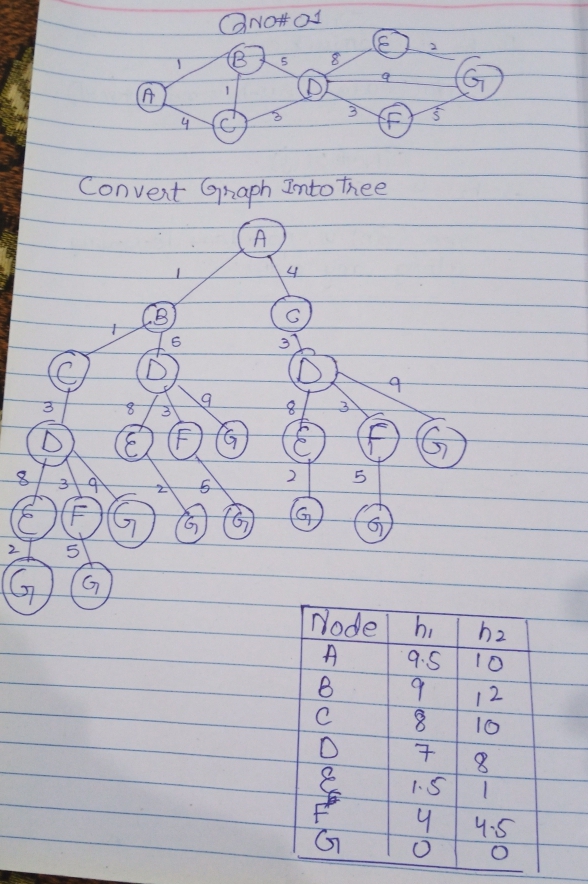 QNO#01
1 B 5 8 E 2
A 1 D 9 G
4 C 3 3 F 5
Convert Graph Into Tree
A
1 4
B C
1 5 3
C D D
3 8 3 9 8 3 9
D E F G E F G
8 3 9 2 5 2 5
E F G G G G G
2 5
G G
Node h1 h2
A 9.5 10
B 9 12
C 8 10
D 7 8
E 1.5 1
F 4 4.5
G 0 0